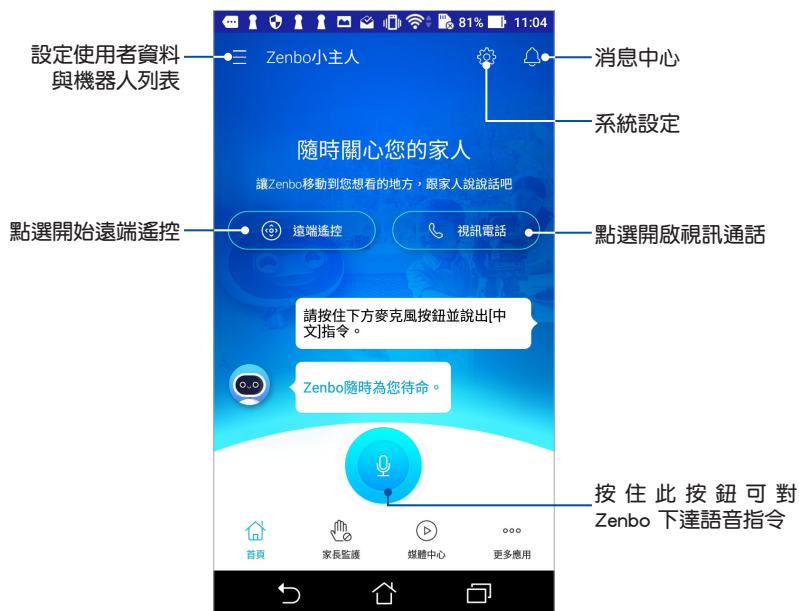 81% 11:04
設定使用者資料
與機器人列表
Zenbo小主人
消息中心
系統設定
隨時關心您的家人
讓Zenbo移動到您想看的地方，跟家人說說話吧
點選開始遠端遙控
遠端遙控
視訊電話
點選開啟視訊通話
請按住下方麥克風按鈕並說出[中
文]指令。
Zenbo隨時為您待命。
按住此按鈕可對
Zenbo 下達語音指令
首頁
家長監護
媒體中心
更多應用